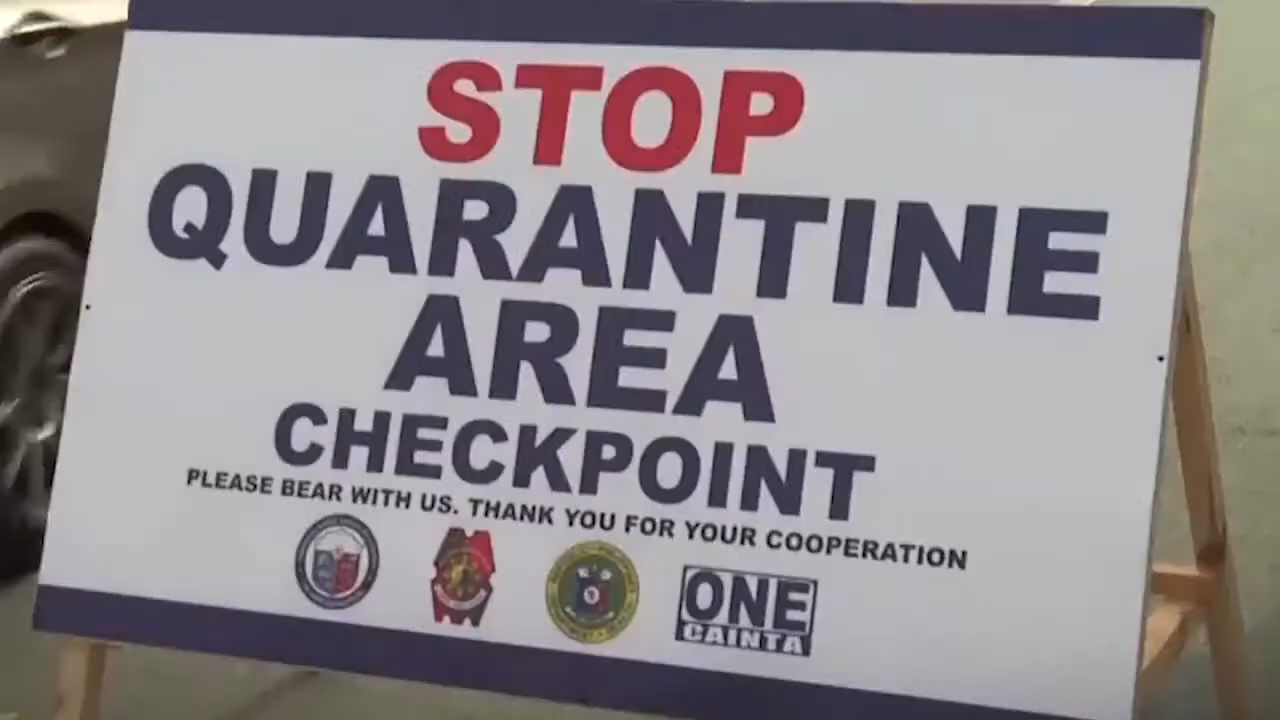 STOP
QUARANTINE
AREA
CHECKPOINT
PLEASE BEAR WITH US. THANK YOU FOR YOUR COOPERATION
ONE
CAINTA